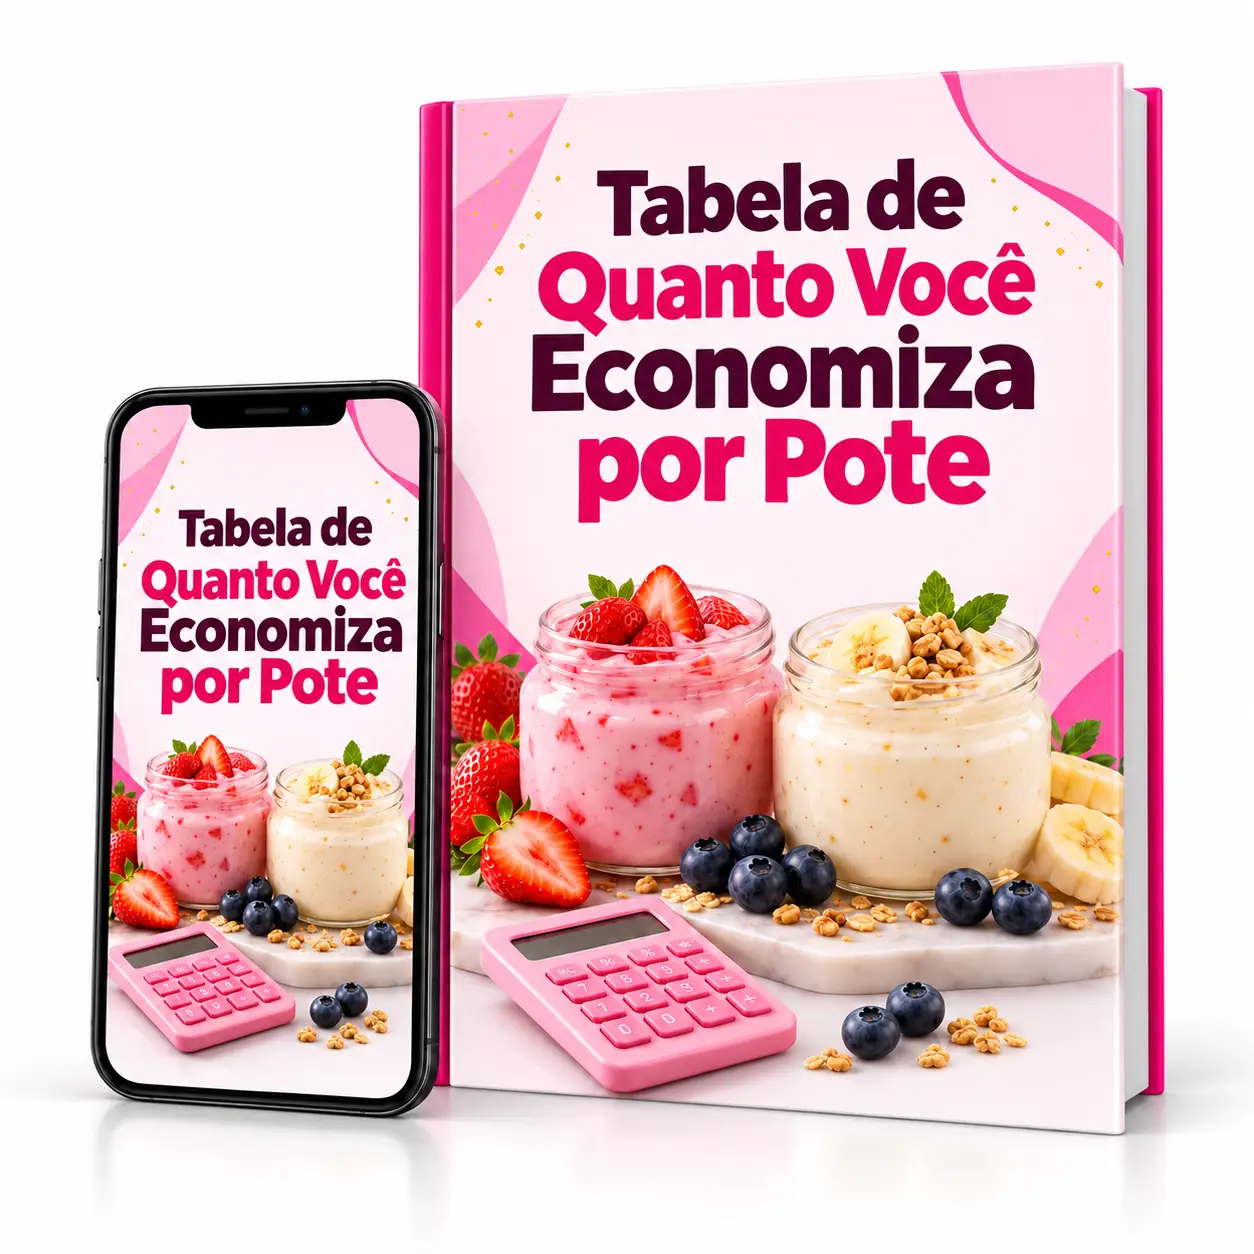 Tabela de
Quanto Você
Economiza
por Pote
Tabela de
Quanto Você
Economiza
por Pote